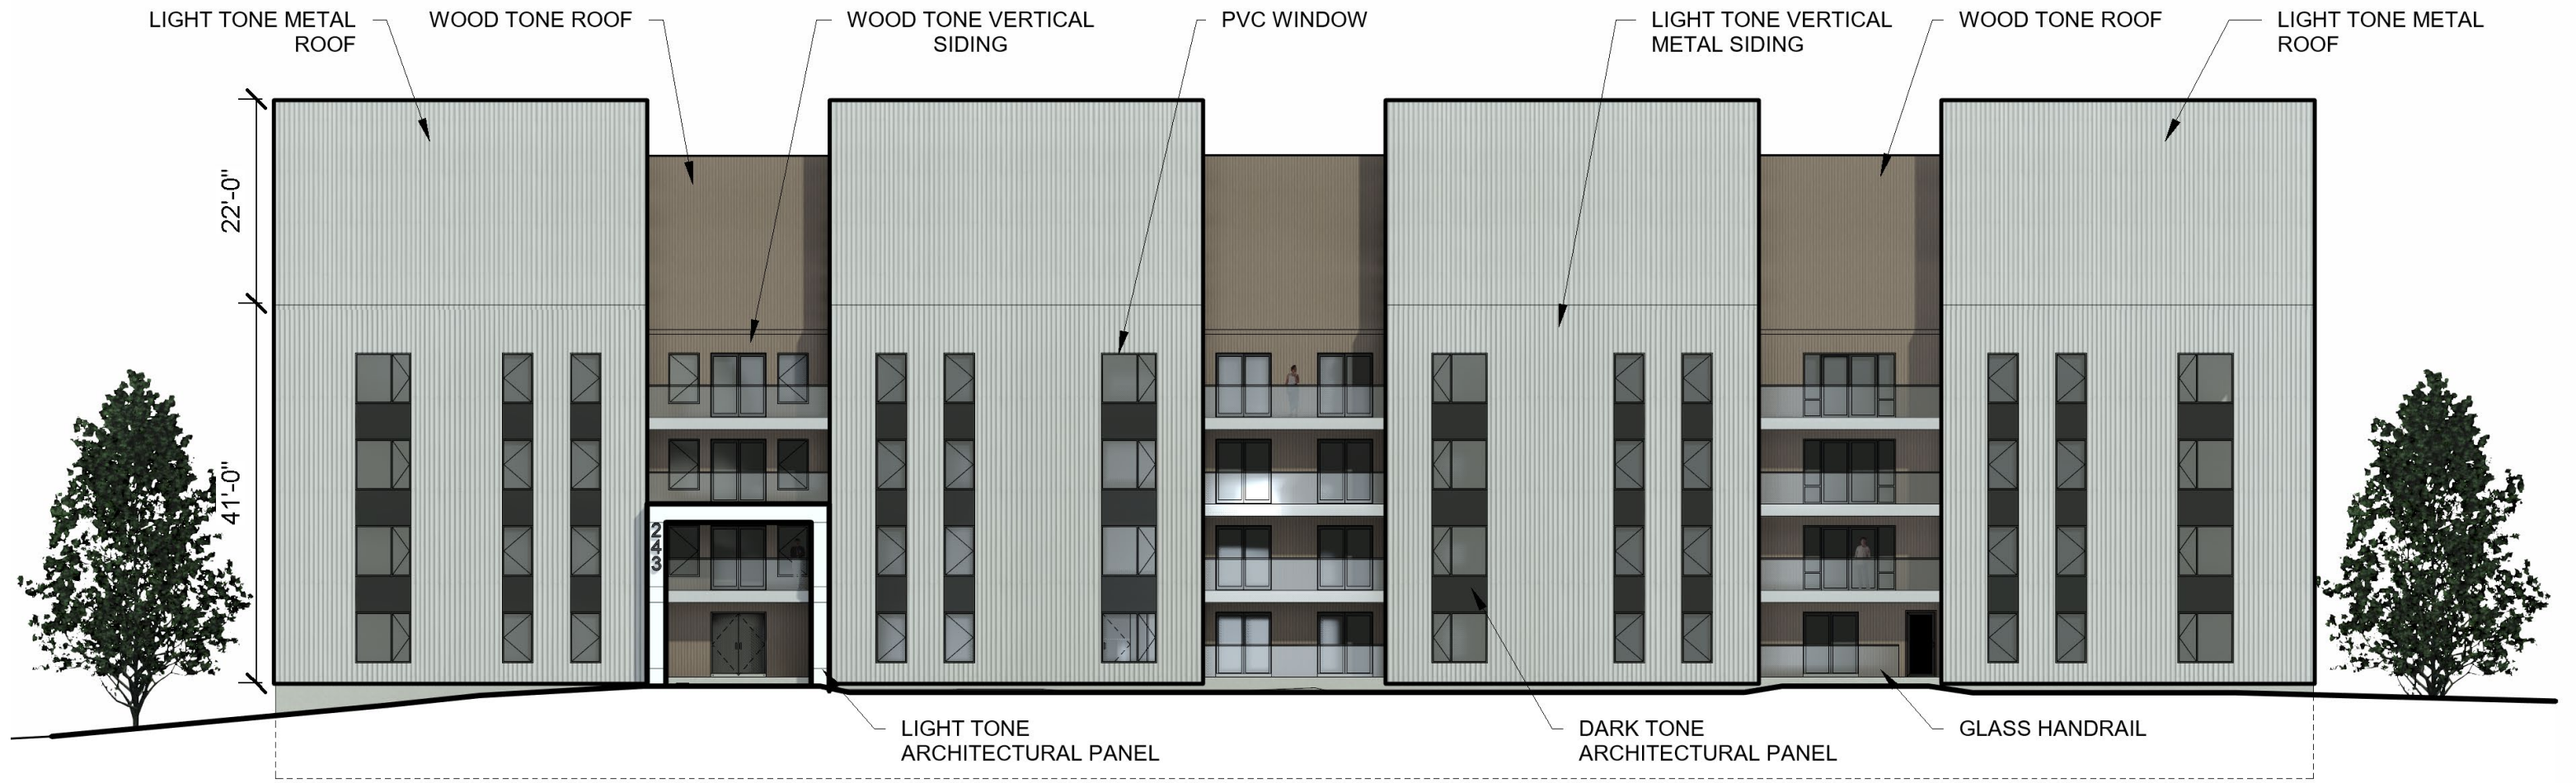 LIGHT TONE METAL
ROOF
WOOD TONE ROOF
WOOD TONE VERTICAL
SIDING
PVC WINDOW
LIGHT TONE VERTICAL
METAL SIDING
WOOD TONE ROOF
LIGHT TONE METAL
ROOF
22'-0"
41'-0"
243
LIGHT TONE
ARCHITECTURAL PANEL
DARK TONE
ARCHITECTURAL PANEL
GLASS HANDRAIL